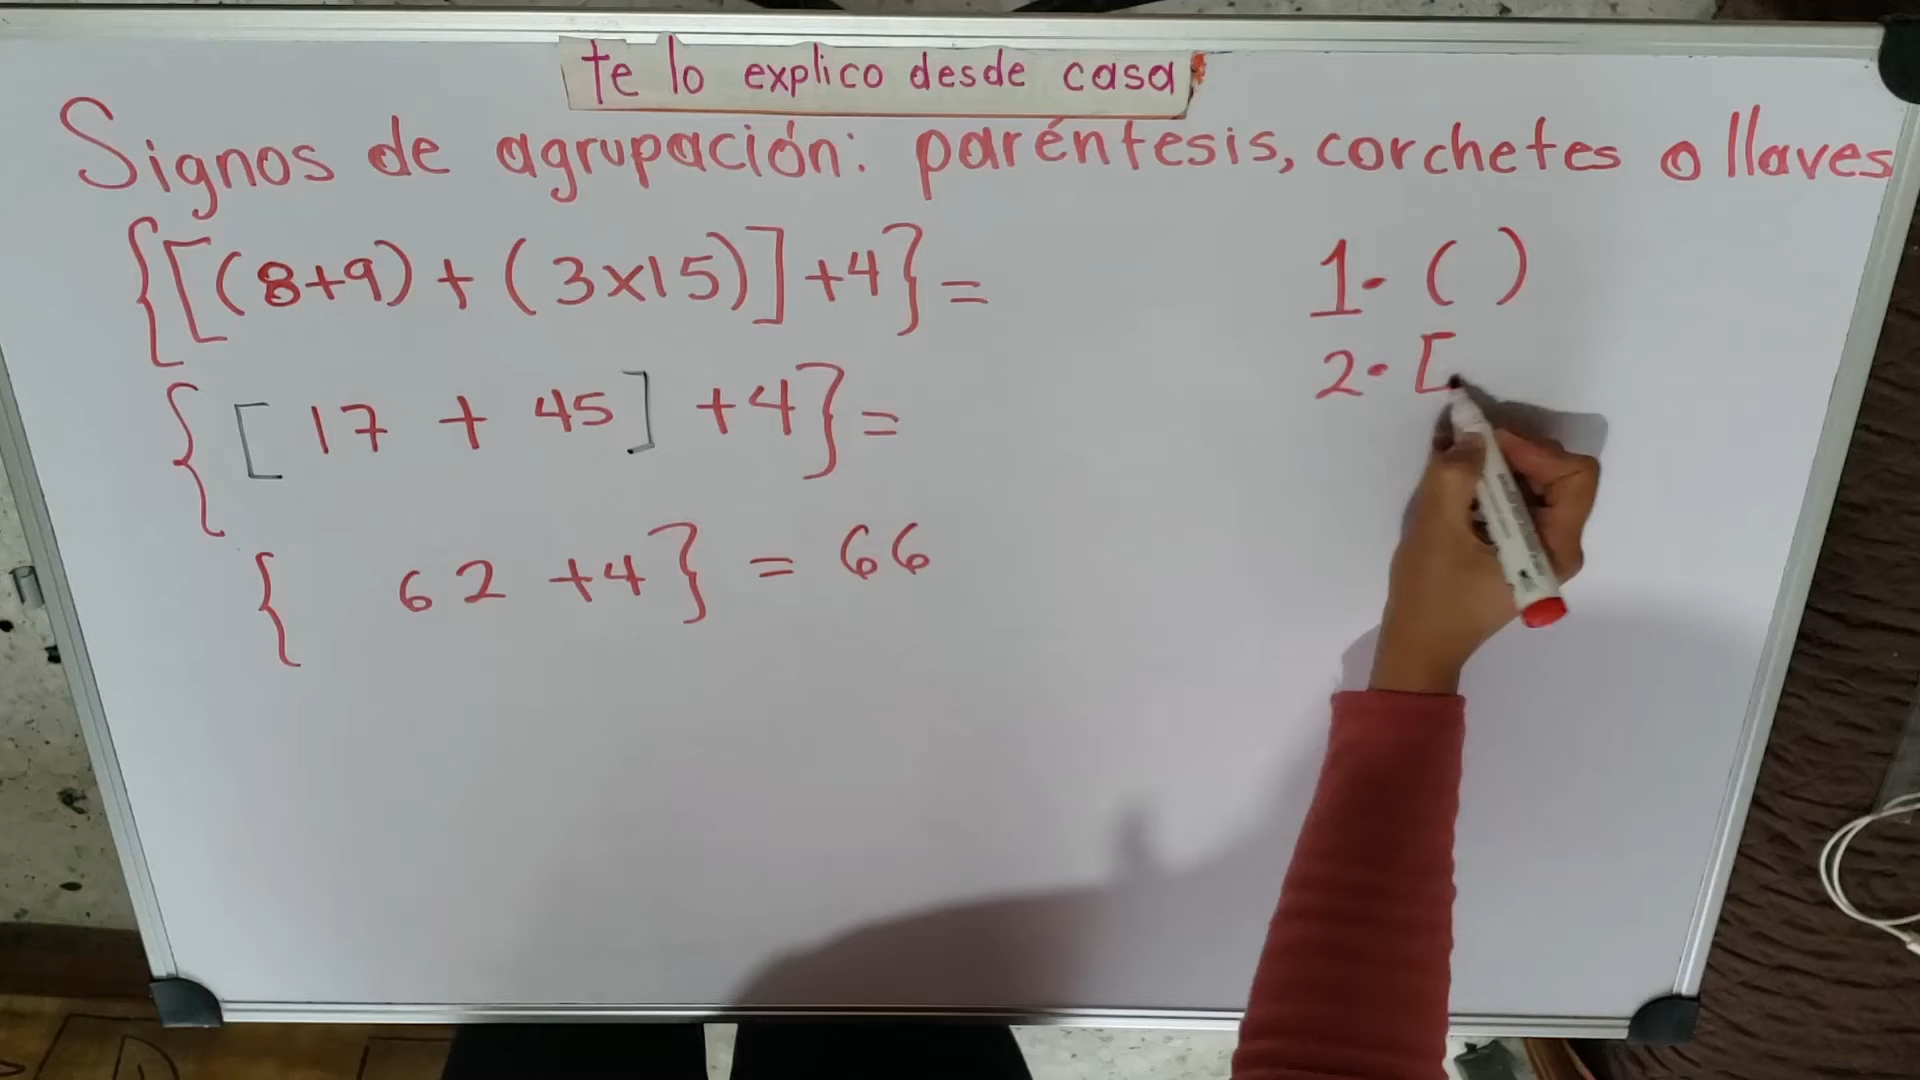 te lo explico desde casa
Signos de agrupación: paréntesis, corchetes o llaves
{[(8+9) + (3x15)] +4} =
{[17 + 45] +4} =
{ 62 +4} = 66
1. ( )
2. [